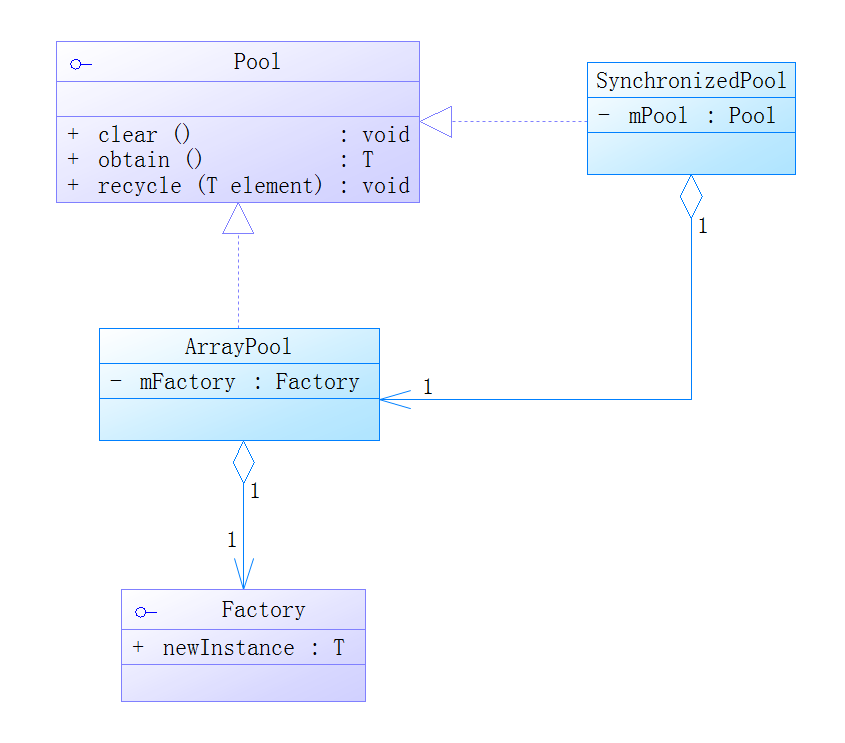 Pool
+ clear () : void
+ obtain () : T
+ recycle (T element) : void
SynchronizedPool
- mPool : Pool
1
ArrayPool
- mFactory : Factory
1
1
1
Factory
+ newInstance : T